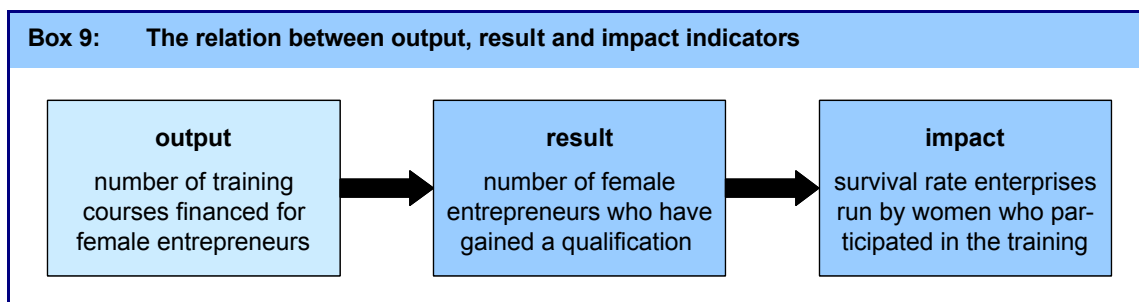 Box 9: The relation between output, result and impact indicators
output
number of training
courses financed for
female entrepreneurs
result
number of female
entrepreneurs who have
gained a qualification
impact
survival rate enterprises
run by women who par-
ticipated in the training